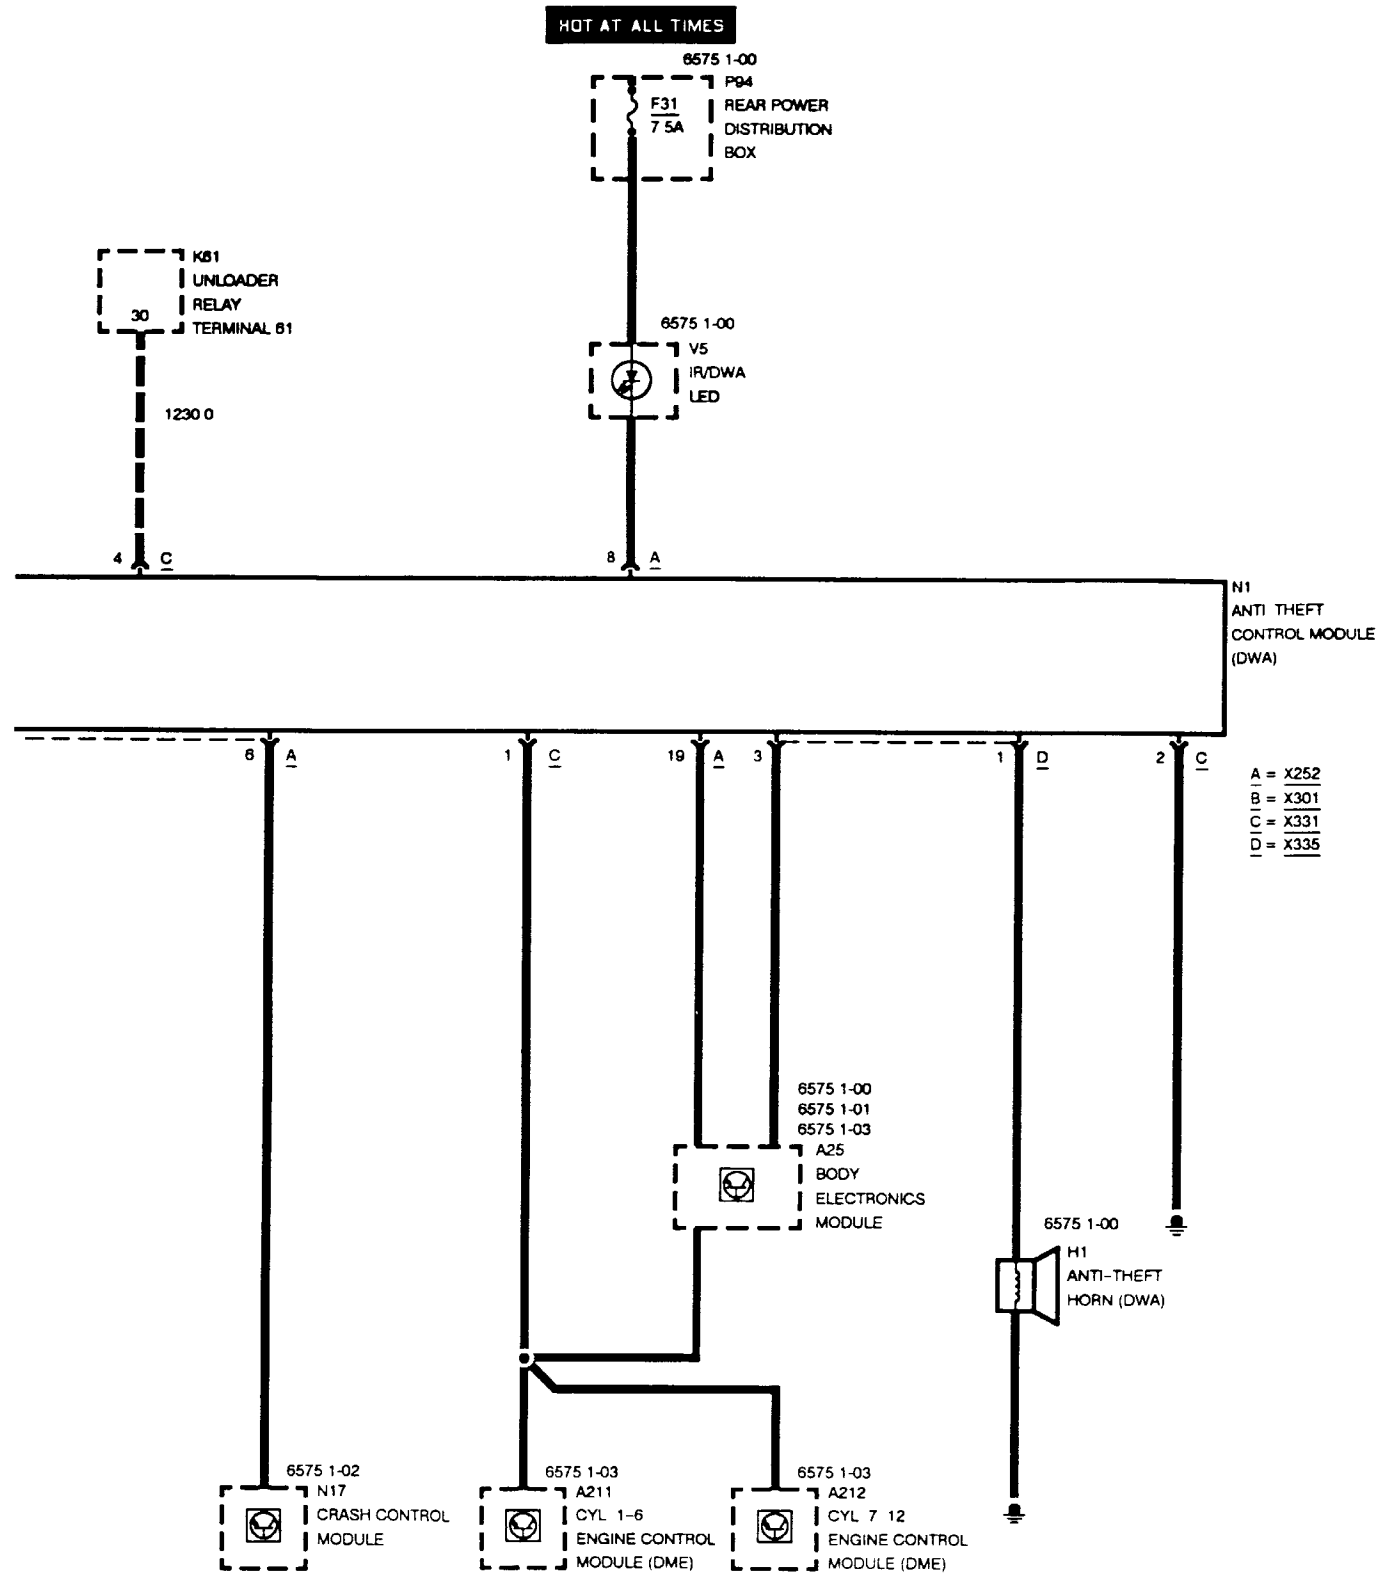 HOT AT ALL TIMES
6575 1-00
P94
REAR POWER
DISTRIBUTION
BOX
F31
7 5A
K61
UNLOADER
RELAY
TERMINAL 61
30
1230 0
6575 1-00
V5
IR/DWA
LED
4 C
8 A
N1
ANTI THEFT
CONTROL MODULE
(DWA)
6 A
1 C
19 A
3
1 D
2 C
A = X252
B = X301
C = X331
D = X335
6575 1-00
6575 1-01
6575 1-03
A25
BODY
ELECTRONICS
MODULE
6575 1-00
H1
ANTI-THEFT
HORN (DWA)
6575 1-02
N17
CRASH CONTROL
MODULE
6575 1-03
A211
CYL 1-6
ENGINE CONTROL
MODULE (DME)
6575 1-03
A212
CYL 7 12
ENGINE CONTROL
MODULE (DME)